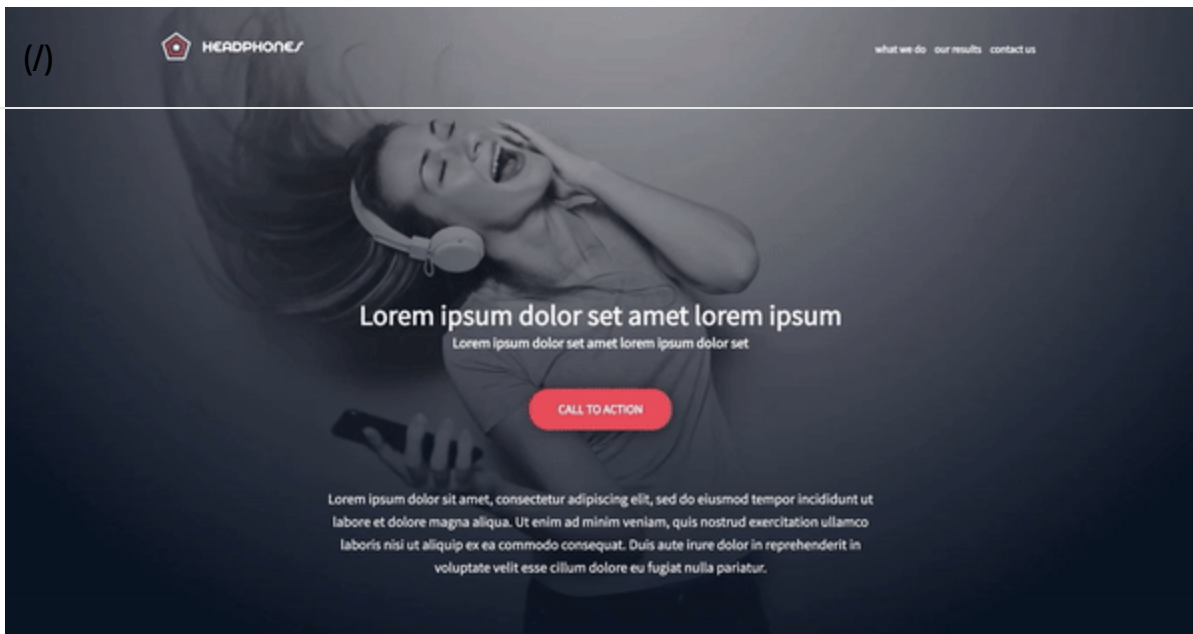 (/)
HEADPHONES
what we do our results contact us
Lorem ipsum dolor set amet lorem ipsum
Lorem ipsum dolor set amet lorem ipsum dolor set
CALL TO ACTION
Lorem ipsum dolor sit amet, consectetur adipiscing elit, sed do eiusmod tempor incididunt ut
labore et dolore magna aliqua. Ut enim ad minim veniam, quis nostrud exercitation ullamco
laboris nisi ut aliquip ex ea commodo consequat. Duis aute irure dolor in reprehenderit in
voluptate velit esse cillum dolore eu fugiat nulla pariatur.